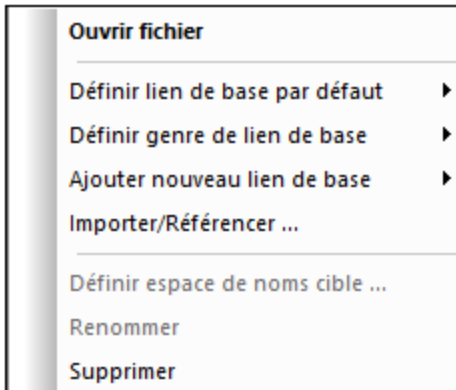 Ouvrir fichier
Définir lien de base par défaut
Définir genre de lien de base
Ajouter nouveau lien de base
Importer/Référencer ...
Définir espace de noms cible ...
Renommer
Supprimer